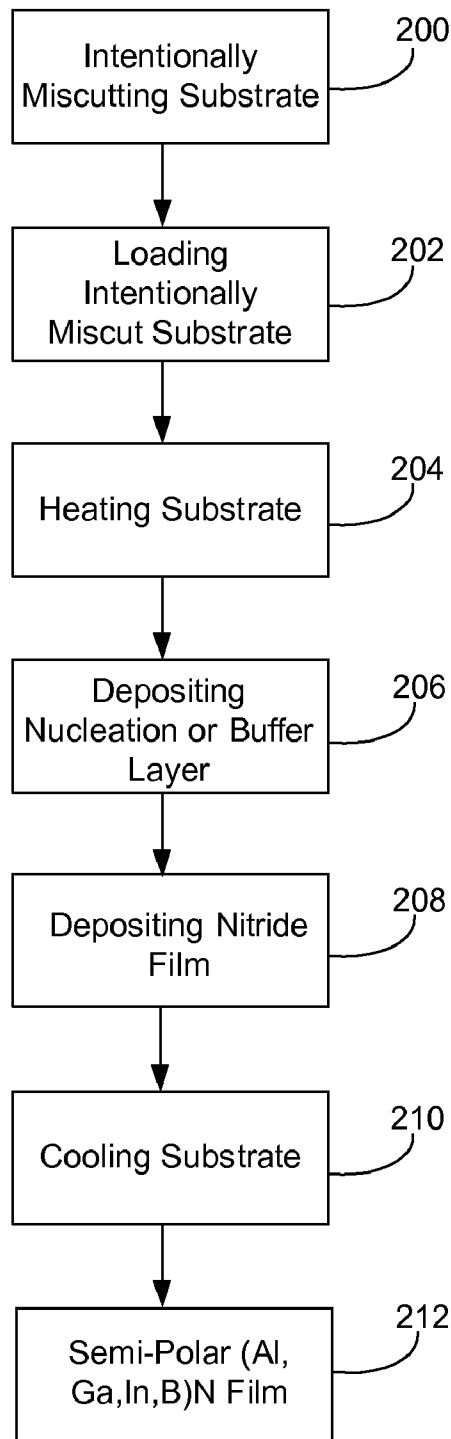 200
Intentionally
Miscutting Substrate
202
Loading
Intentionally
Miscut Substrate
204
Heating Substrate
206
Depositing
Nucleation or Buffer
Layer
208
Depositing Nitride
Film
210
Cooling Substrate
212
Semi-Polar (Al,
Ga,In,B)N Film